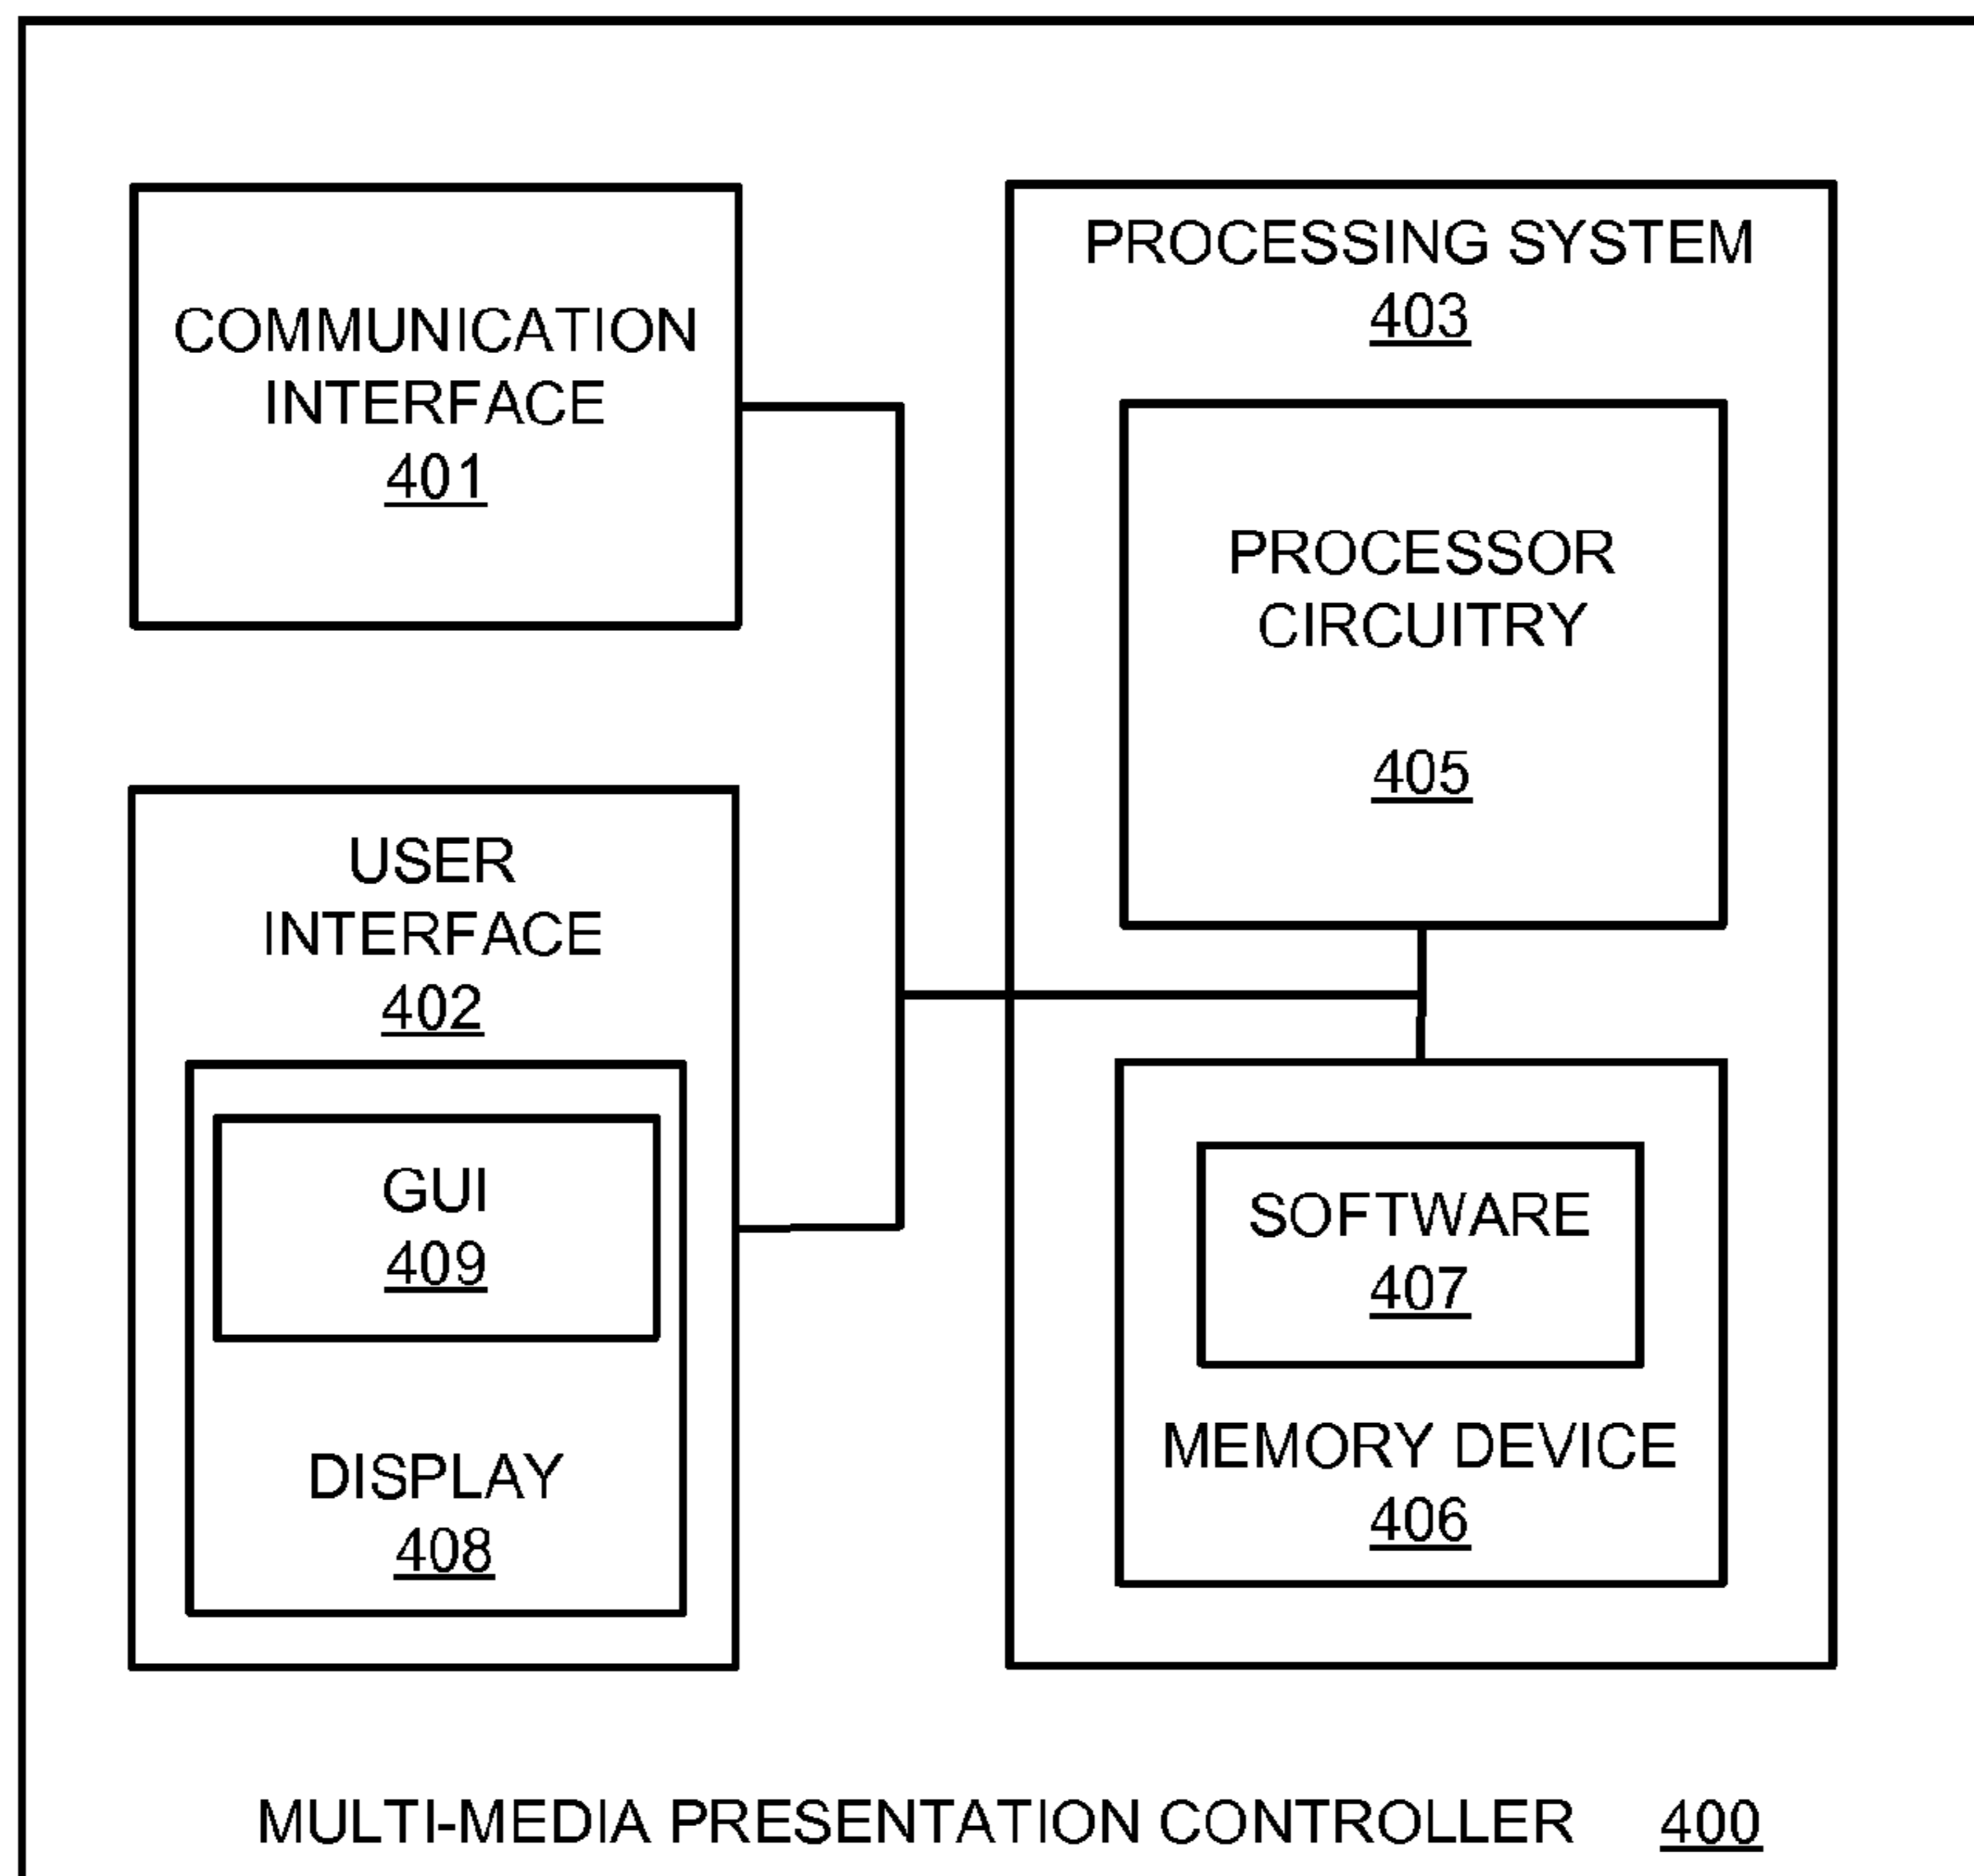 COMMUNICATION
INTERFACE
401
USER
INTERFACE
402
GUI
409
DISPLAY
408
PROCESSING SYSTEM
403
PROCESSOR
CIRCUITRY
405
SOFTWARE
407
MEMORY DEVICE
406
MULTI-MEDIA PRESENTATION CONTROLLER 400